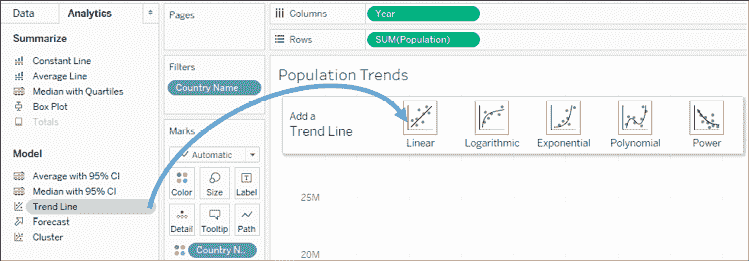 Data
Analytics
Summarize
Constant Line
Average Line
Median with Quartiles
Box Plot
Totals
Model
Average with 95% CI
Median with 95% CI
Trend Line
Forecast
Cluster
Pages
Filters
Country Name
Marks
Automatic
Color
Size
Label
Detail
Tooltip
Path
Country N..
Columns
Year
Rows
SUM(Population)
Population Trends
Add a
Trend Line
Linear
Logarithmic
Exponential
Polynomial
Power
25M
20M